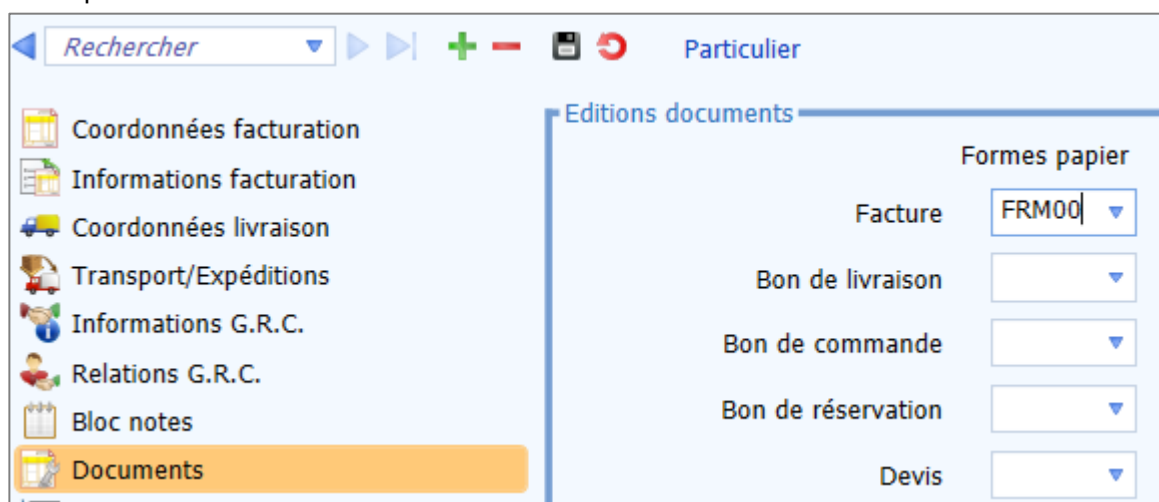 Rechercher
Particulier
Coordonnées facturation
Informations facturation
Coordonnées livraison
Transport/Expéditions
Informations G.R.C.
Relations G.R.C.
Bloc notes
Documents
Editions documents
Formes papier
Facture FRM00
Bon de livraison
Bon de commande
Bon de réservation
Devis